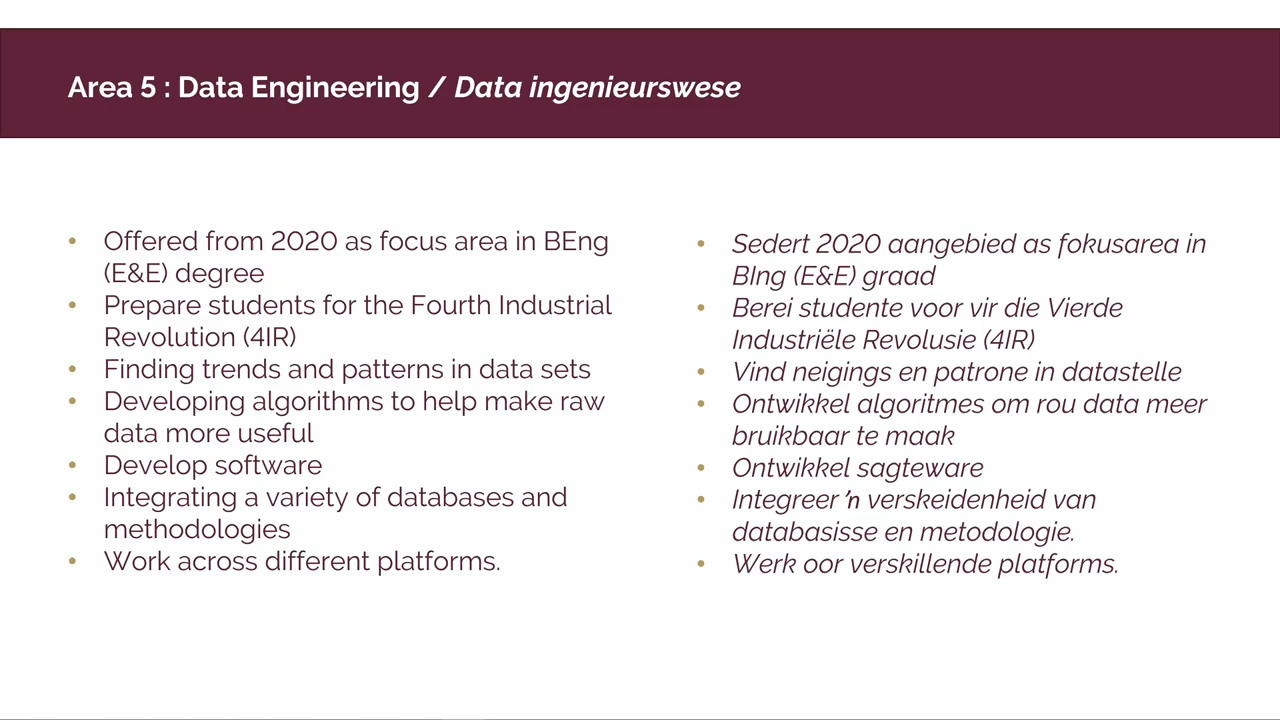 Area 5 : Data Engineering / Data ingenieurswese
• Offered from 2020 as focus area in BEng
(E&E) degree
• Prepare students for the Fourth Industrial
Revolution (4IR)
• Finding trends and patterns in data sets
• Developing algorithms to help make raw
data more useful
• Develop software
• Integrating a variety of databases and
methodologies
• Work across different platforms.
• Sedert 2020 aangebied as fokusarea in
BIng (E&E) graad
• Berei studente voor vir die Vierde
Industriële Revolusie (4IR)
• Vind neigings en patrone in datastelle
• Ontwikkel algoritmes om rou data meer
bruikbaar te maak
• Ontwikkel sagteware
• Integreer ŉ verskeidenheid van
databasisse en metodologie.
• Werk oor verskillende platforms.